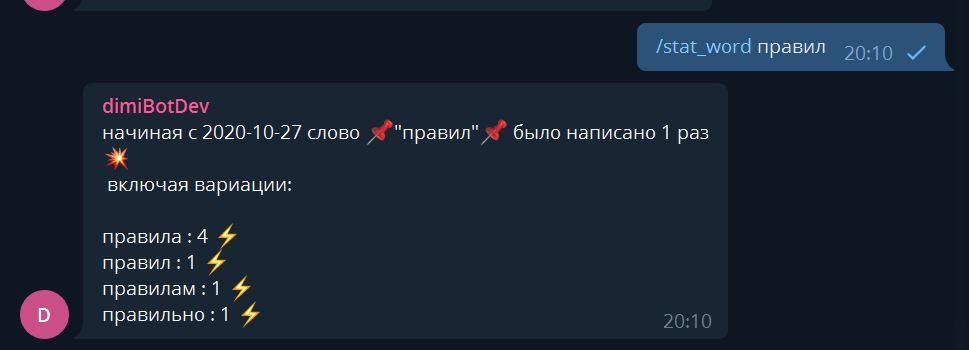 /stat_word правил 20:10
dimiBotDev
начиная с 2020-10-27 слово 📌"правил"📌 было написано 1 раз
💥
включая вариации:
правила : 4 ⚡
правил : 1 ⚡
правилам : 1 ⚡
правильно : 1 ⚡
D
20:10